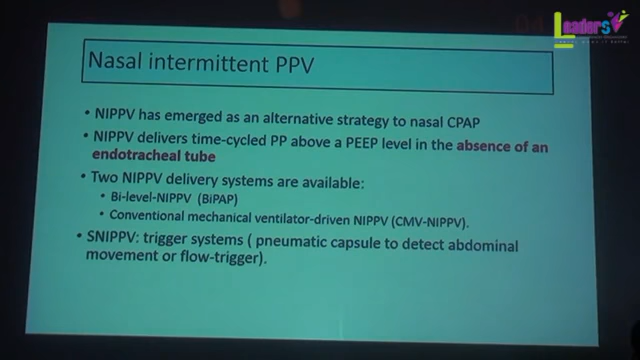 Leaders
Nasal intermittent PPV
• NIPPV has emerged as an alternative strategy to nasal CPAP
• NIPPV delivers time-cycled PP above a PEEP level in the absence of an
endotracheal tube
• Two NIPPV delivery systems are available:
• Bi-level-NIPPV (BiPAP)
• Conventional mechanical ventilator-driven NIPPV (CMV-NIPPV).
• SNIPPV: trigger systems ( pneumatic capsule to detect abdominal
movement or flow-trigger).